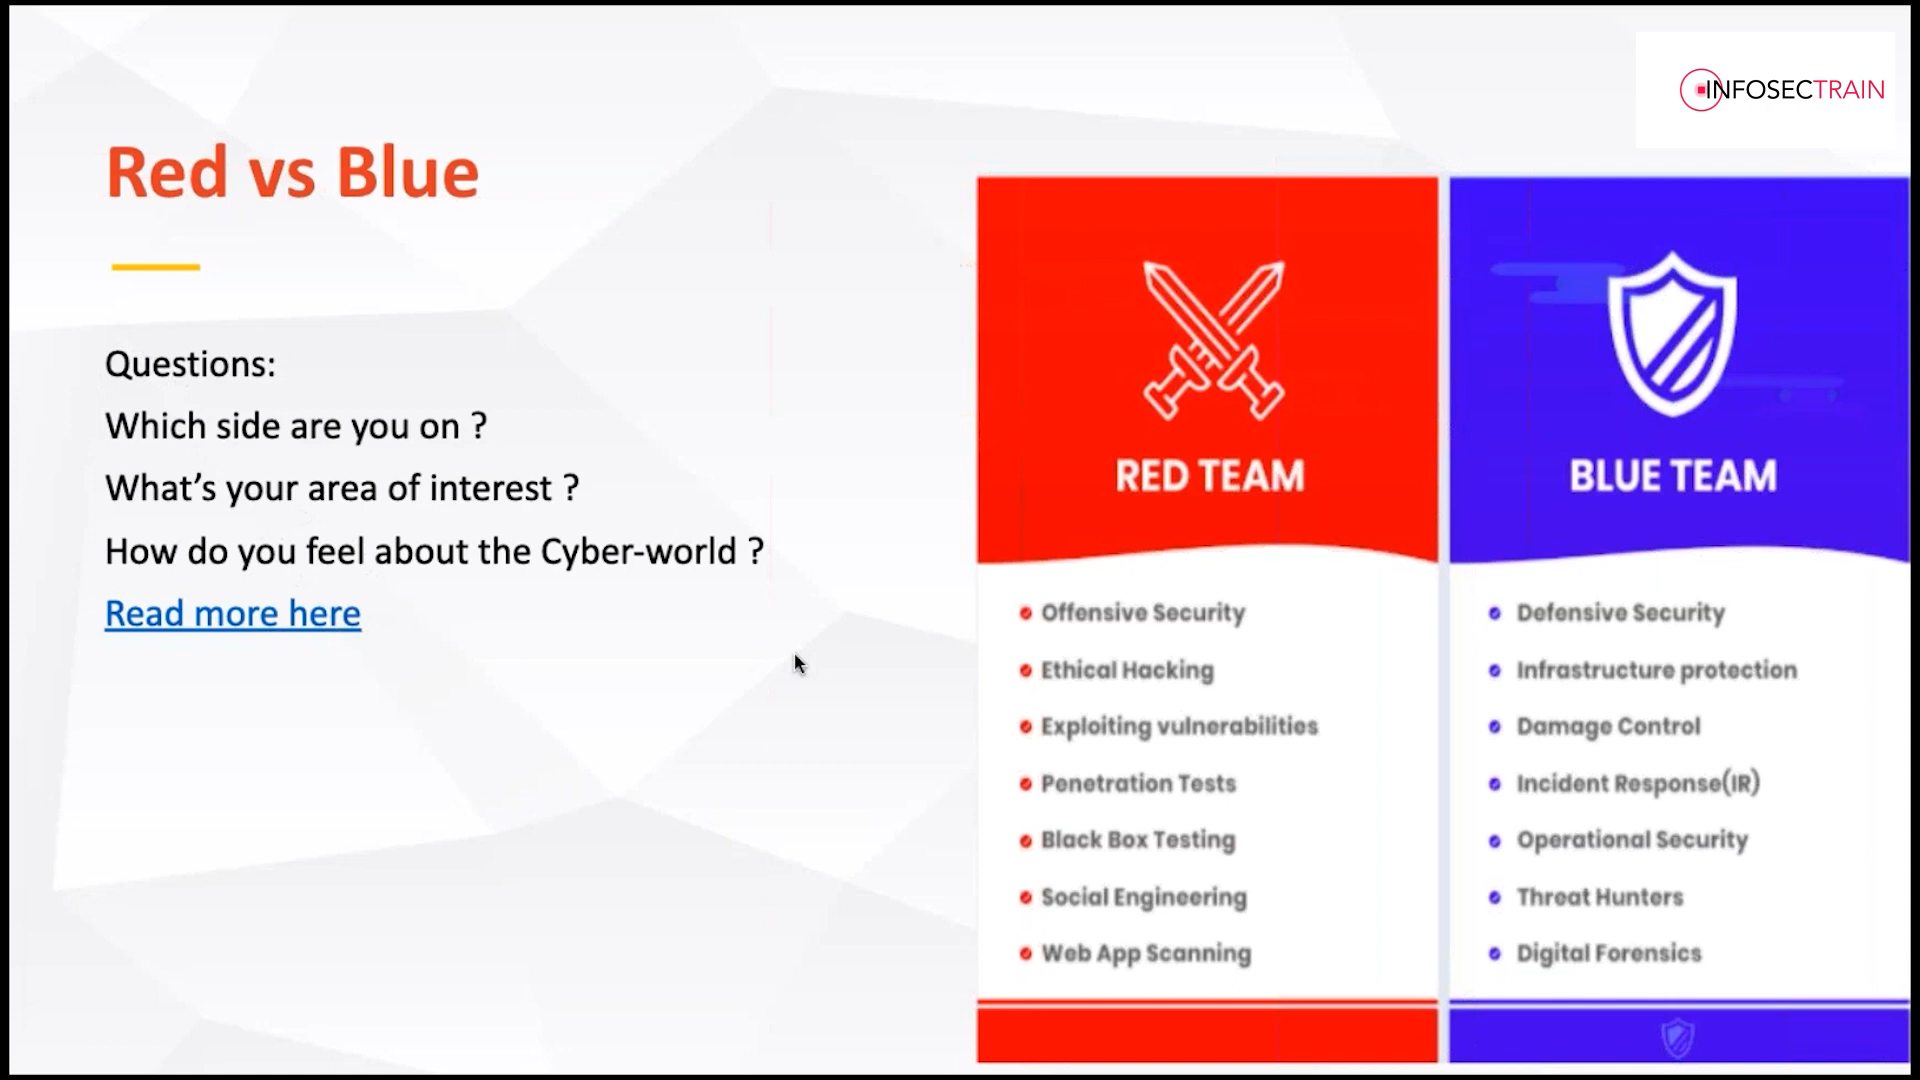 INFOSECTRAIN
Red vs Blue
Questions:
Which side are you on ?
What’s your area of interest ?
How do you feel about the Cyber-world ?
Read more here
RED TEAM
Offensive Security
Ethical Hacking
Exploiting vulnerabilities
Penetration Tests
Black Box Testing
Social Engineering
Web App Scanning
BLUE TEAM
Defensive Security
Infrastructure protection
Damage Control
Incident Response(IR)
Operational Security
Threat Hunters
Digital Forensics